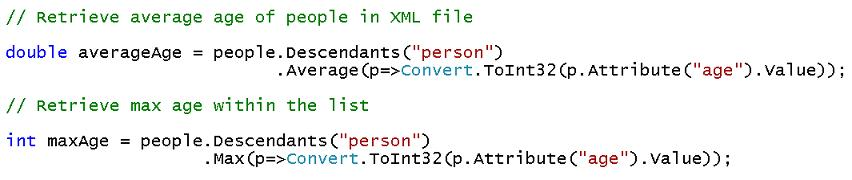 // Retrieve average age of people in XML file
double averageAge = people.Descendants("person")
.Average(p=>Convert.ToInt32(p.Attribute("age").Value));
// Retrieve max age within the list
int maxAge = people.Descendants("person")
.Max(p=>Convert.ToInt32(p.Attribute("age").Value));